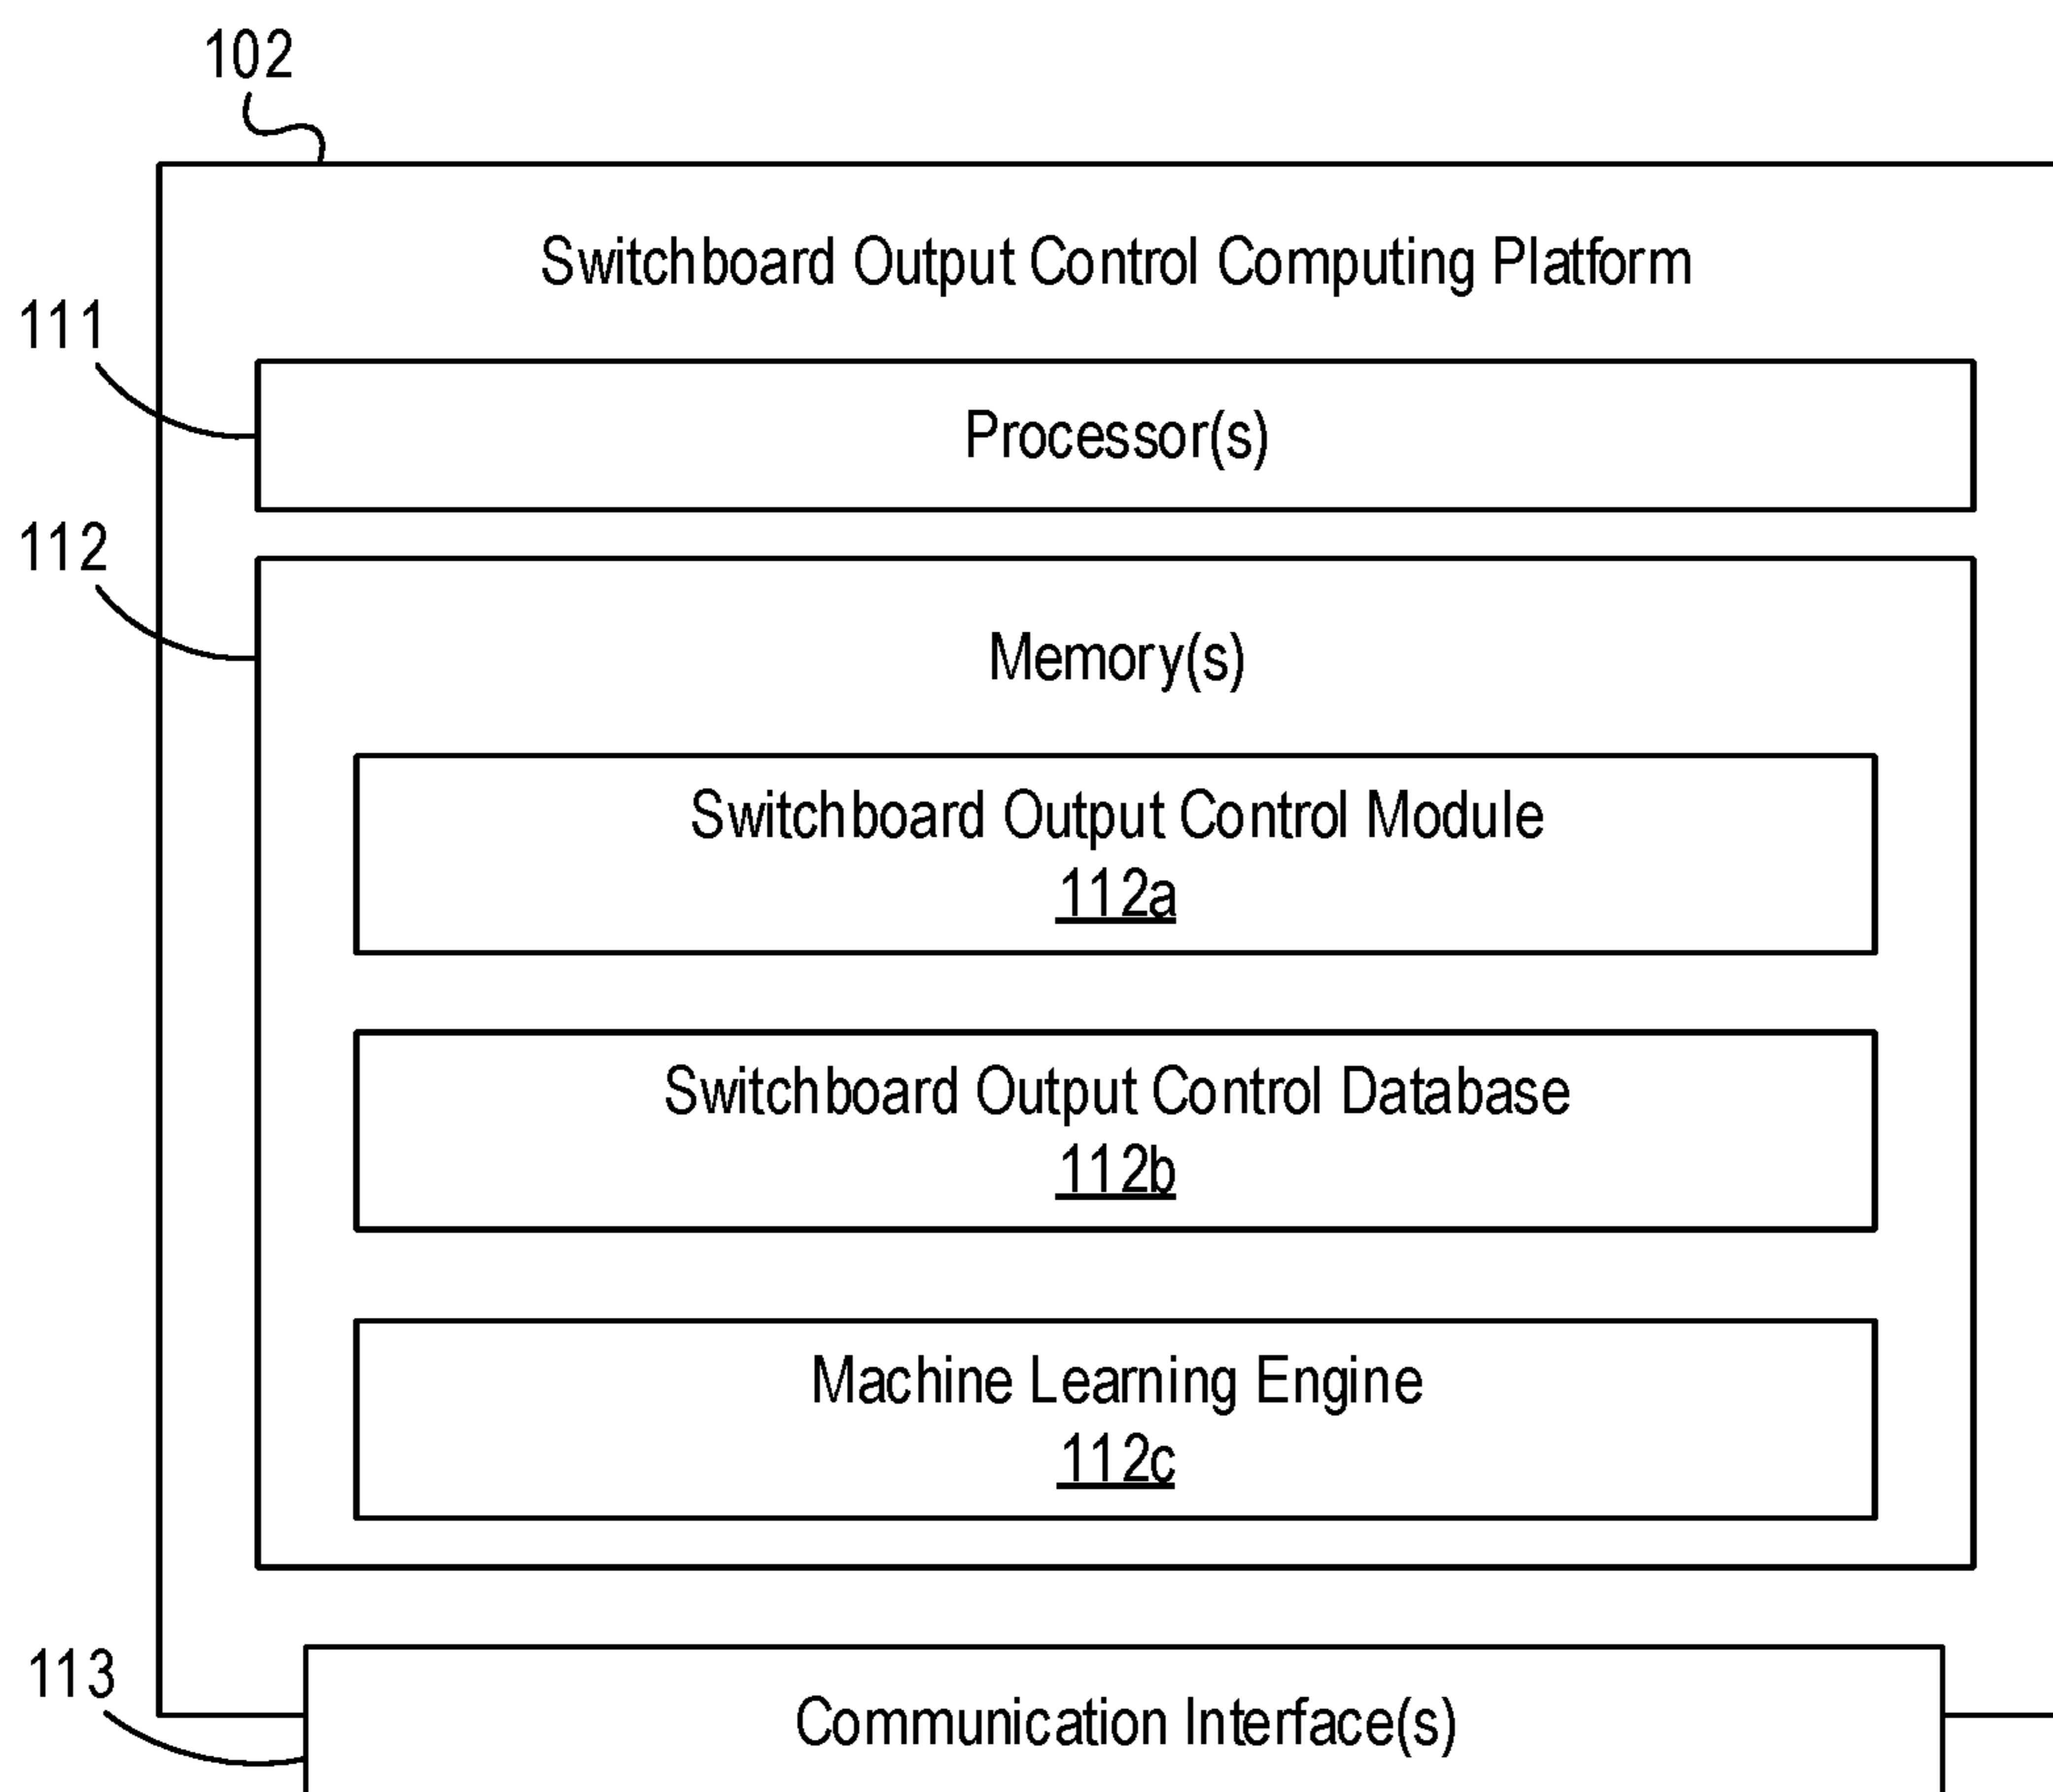 102
Switchboard Output Control Computing Platform
111
Processor(s)
112
Memory(s)
Switchboard Output Control Module
112a
Switchboard Output Control Database
112b
Machine Learning Engine
112c
113
Communication Interface(s)